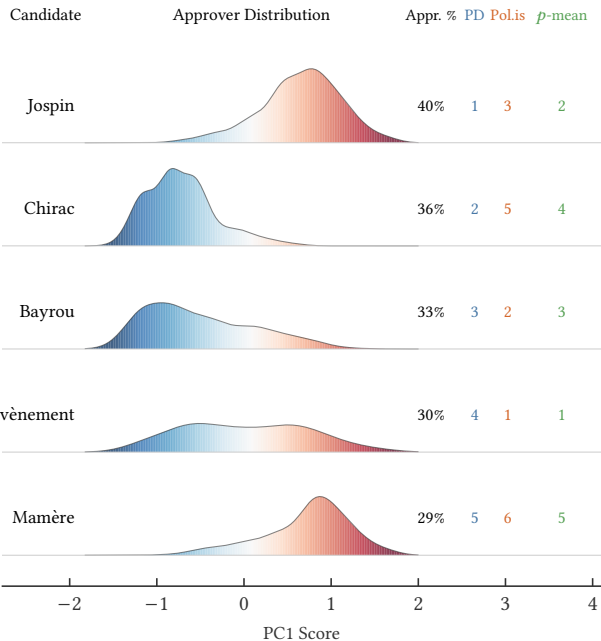 Candidate Approver Distribution Appr. % PD Pol.is p-mean
Jospin 40% 1 3 2
Chirac 36% 2 5 4
Bayrou 33% 3 2 3
vènement 30% 4 1 1
Mamère 29% 5 6 5
−2 −1 0 1 2 3 4
PC1 Score